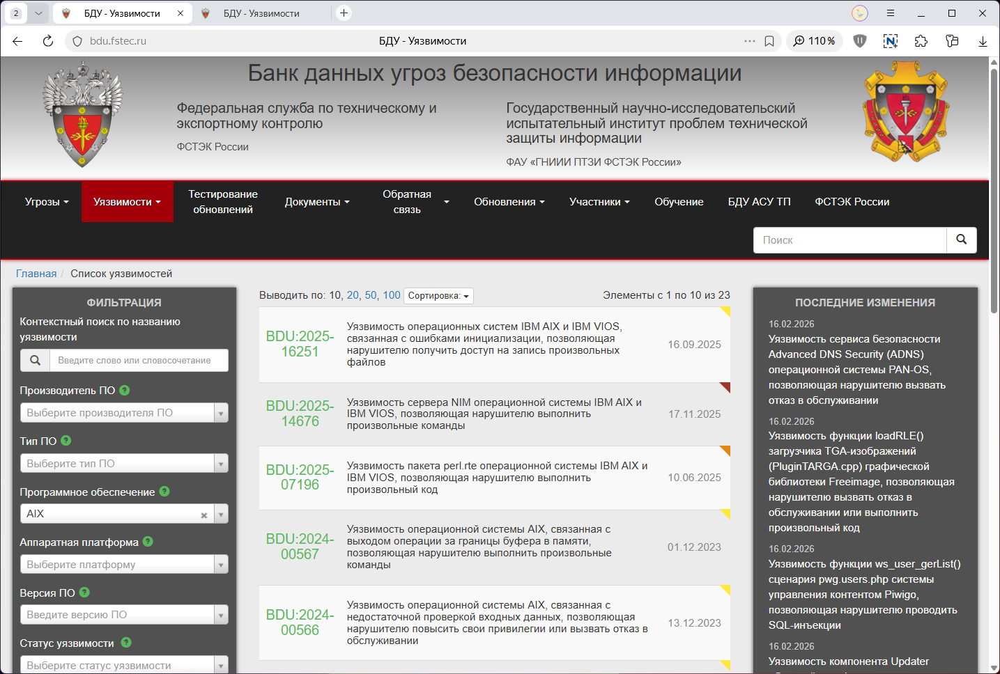 2
БДУ - Уязвимости
БДУ - Уязвимости
bdu.fstec.ru
БДУ - Уязвимости
110 %
Банк данных угроз безопасности информации
Федеральная служба по техническому и
экспортному контролю
ФСТЭК России
Государственный научно-исследовательский
испытательный институт проблем технической
защиты информации
ФАУ «ГНИИИ ПТЗИ ФСТЭК России»
Угрозы
Уязвимости
Тестирование
обновлений
Документы
Обратная
связь
Обновления
Участники
Обучение
БДУ АСУ ТП
ФСТЭК России
Поиск
Главная / Список уязвимостей
ФИЛЬТРАЦИЯ
Контекстный поиск по названию
уязвимости
Введите слово или словосочетание
Производитель ПО ?
Выберите производителя ПО
Тип ПО ?
Выберите тип ПО
Программное обеспечение ?
AIX
Аппаратная платформа ?
Выберите платформу
Версия ПО ?
Введите версию ПО
Статус уязвимости ?
Выберите статус уязвимости
Выводить по: 10, 20, 50, 100 Сортировка:
Элементы с 1 по 10 из 23
BDU:2025-
16251
Уязвимость операционных систем IBM AIX и IBM VIOS,
связанная с ошибками инициализации, позволяющая
нарушителю получить доступ на запись произвольных
файлов
16.09.2025
BDU:2025-
14676
Уязвимость сервера NIM операционной системы IBM AIX и
IBM VIOS, позволяющая нарушителю выполнить
произвольные команды
17.11.2025
BDU:2025-
07196
Уязвимость пакета perl.rte операционной системы IBM AIX и
IBM VIOS, позволяющая нарушителю выполнить
произвольный код
10.06.2025
BDU:2024-
00567
Уязвимость операционной системы AIX, связанная с
выходом операции за границы буфера в памяти,
позволяющая нарушителю выполнить произвольные
команды
01.12.2023
BDU:2024-
00566
Уязвимость операционной системы AIX, связанная с
недостаточной проверкой входных данных, позволяющая
нарушителю повысить свои привилегии или вызвать отказ в
обслуживании
13.12.2023
ПОСЛЕДНИЕ ИЗМЕНЕНИЯ
16.02.2026
Уязвимость сервиса безопасности
Advanced DNS Security (ADNS)
операционной системы PAN-OS,
позволяющая нарушителю вызвать
отказ в обслуживании
16.02.2026
Уязвимость функции loadRLE()
загрузчика TGA-изображений
(PluginTARGA.cpp) графической
библиотеки Freeimage, позволяющая
нарушителю вызвать отказ в
обслуживании или выполнить
произвольный код
16.02.2026
Уязвимость функции ws_user_gerList()
сценария pwg.users.php системы
управления контентом Piwigo,
позволяющая нарушителю проводить
SQL-инъекции
16.02.2026
Уязвимость компонента Updater